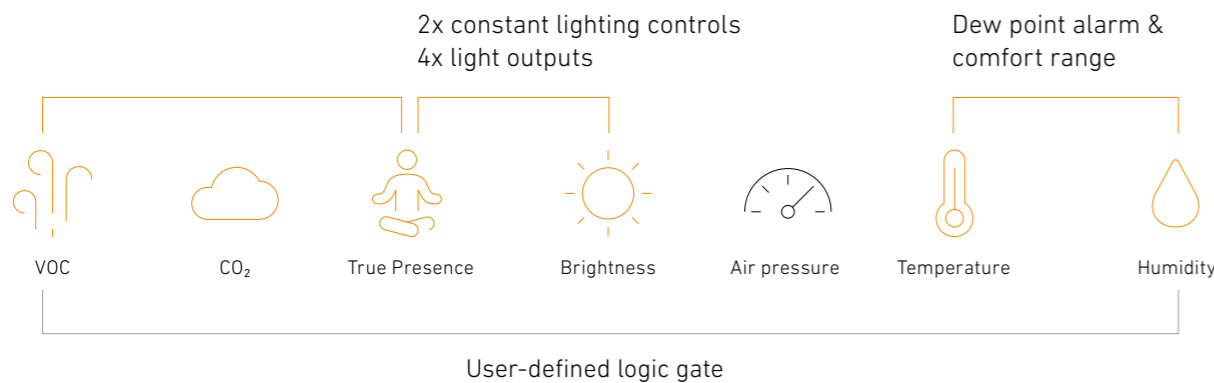 2x constant lighting controls
4x light outputs
Dew point alarm &
comfort range
VOC
CO₂
True Presence
Brightness
Air pressure
Temperature
Humidity
User-defined logic gate